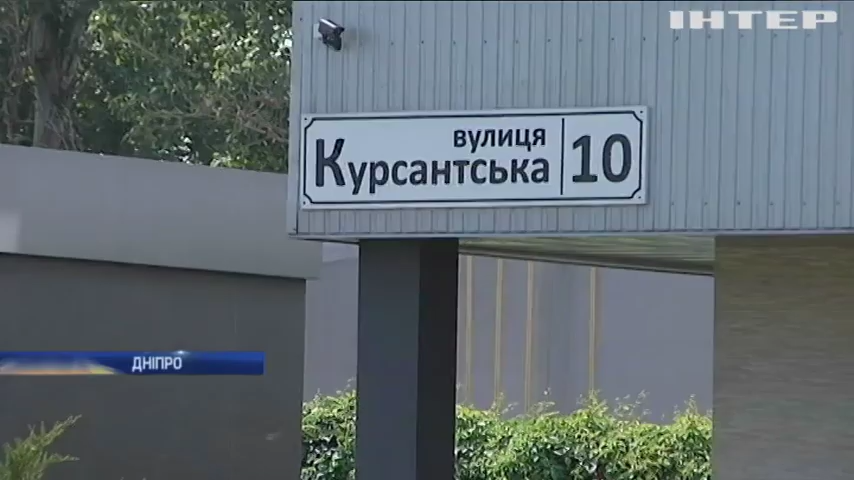 ІНТЕР
вулиця
Курсантська 10
ДНІПРО